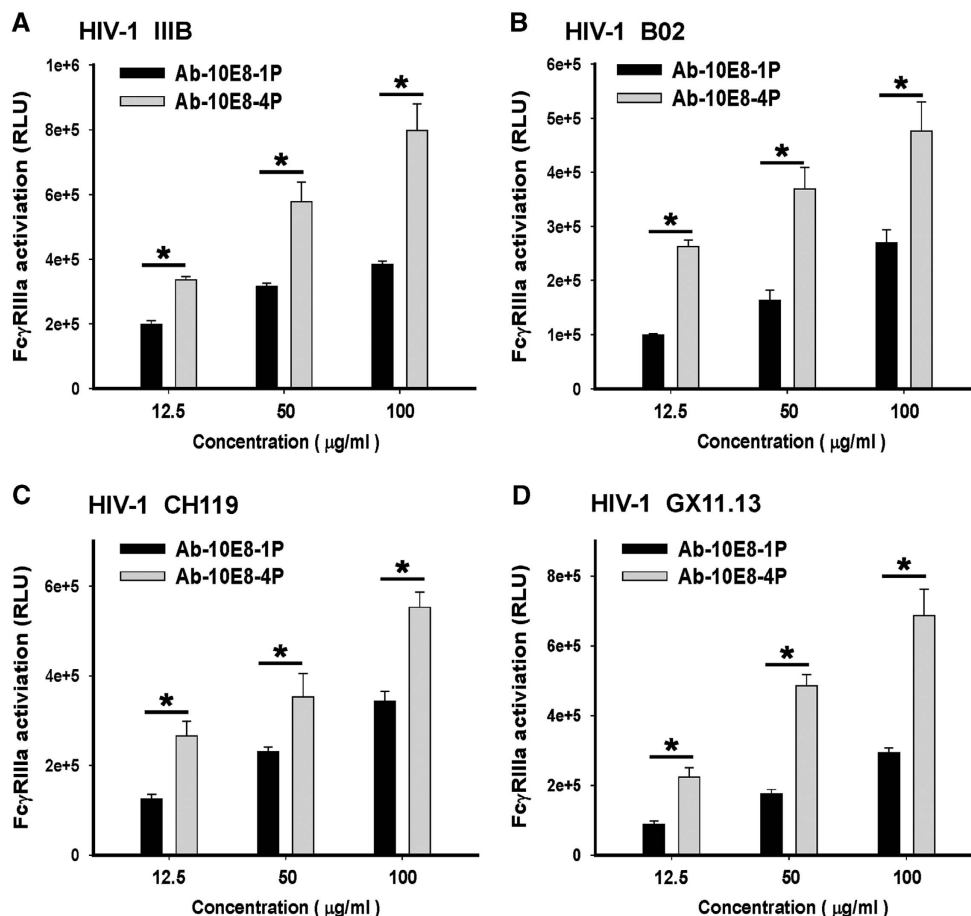 A
HIV-1 IIIB
Ab-10E8-1P
Ab-10E8-4P
FcγRIIIa activiation (RLU)
1e+6
8e+5
6e+5
4e+5
2e+5
0
*
*
*
12.5
50
100
Concentration ( µg/ml )
B
HIV-1 B02
Ab-10E8-1P
Ab-10E8-4P
FcγRIIIa activiation (RLU)
6e+5
5e+5
4e+5
3e+5
2e+5
1e+5
0
*
*
*
12.5
50
100
Concentration ( µg/ml )
C
HIV-1 CH119
Ab-10E8-1P
Ab-10E8-4P
FcγRIIIa activiation (RLU)
6e+5
4e+5
2e+5
0
*
*
*
12.5
50
100
Concentration ( µg/ml )
D
HIV-1 GX11.13
Ab-10E8-1P
Ab-10E8-4P
FcγRIIIa activiation (RLU)
8e+5
6e+5
4e+5
2e+5
0
*
*
*
12.5
50
100
Concentration ( µg/ml )